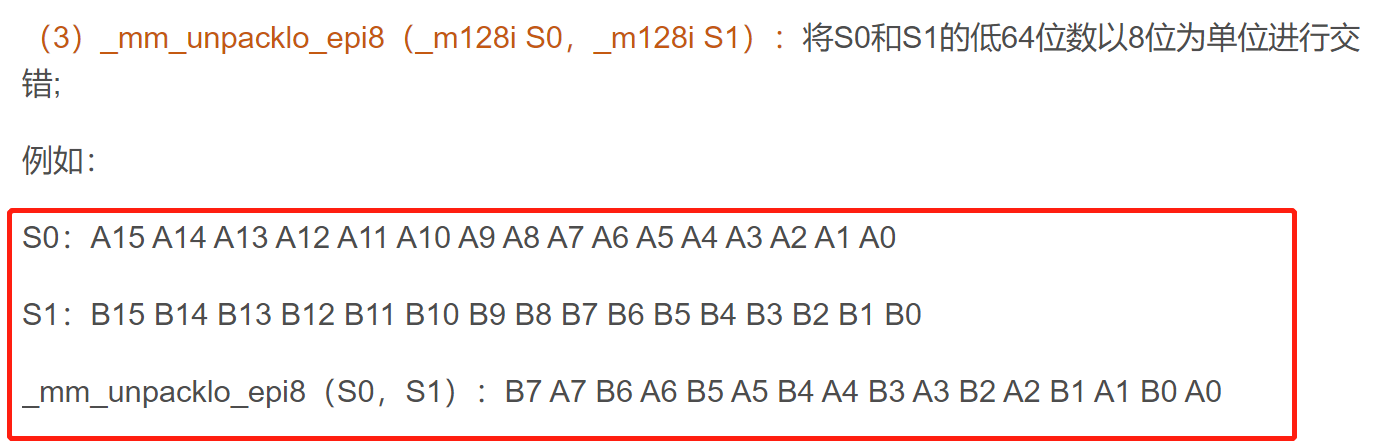 （3）_mm_unpacklo_epi8（_m128i S0，_m128i S1）：将S0和S1的低64位数以8位为单位进行交
错;
例如：
S0：A15 A14 A13 A12 A11 A10 A9 A8 A7 A6 A5 A4 A3 A2 A1 A0
S1：B15 B14 B13 B12 B11 B10 B9 B8 B7 B6 B5 B4 B3 B2 B1 B0
_mm_unpacklo_epi8（S0，S1）：B7 A7 B6 A6 B5 A5 B4 A4 B3 A3 B2 A2 B1 A1 B0 A0